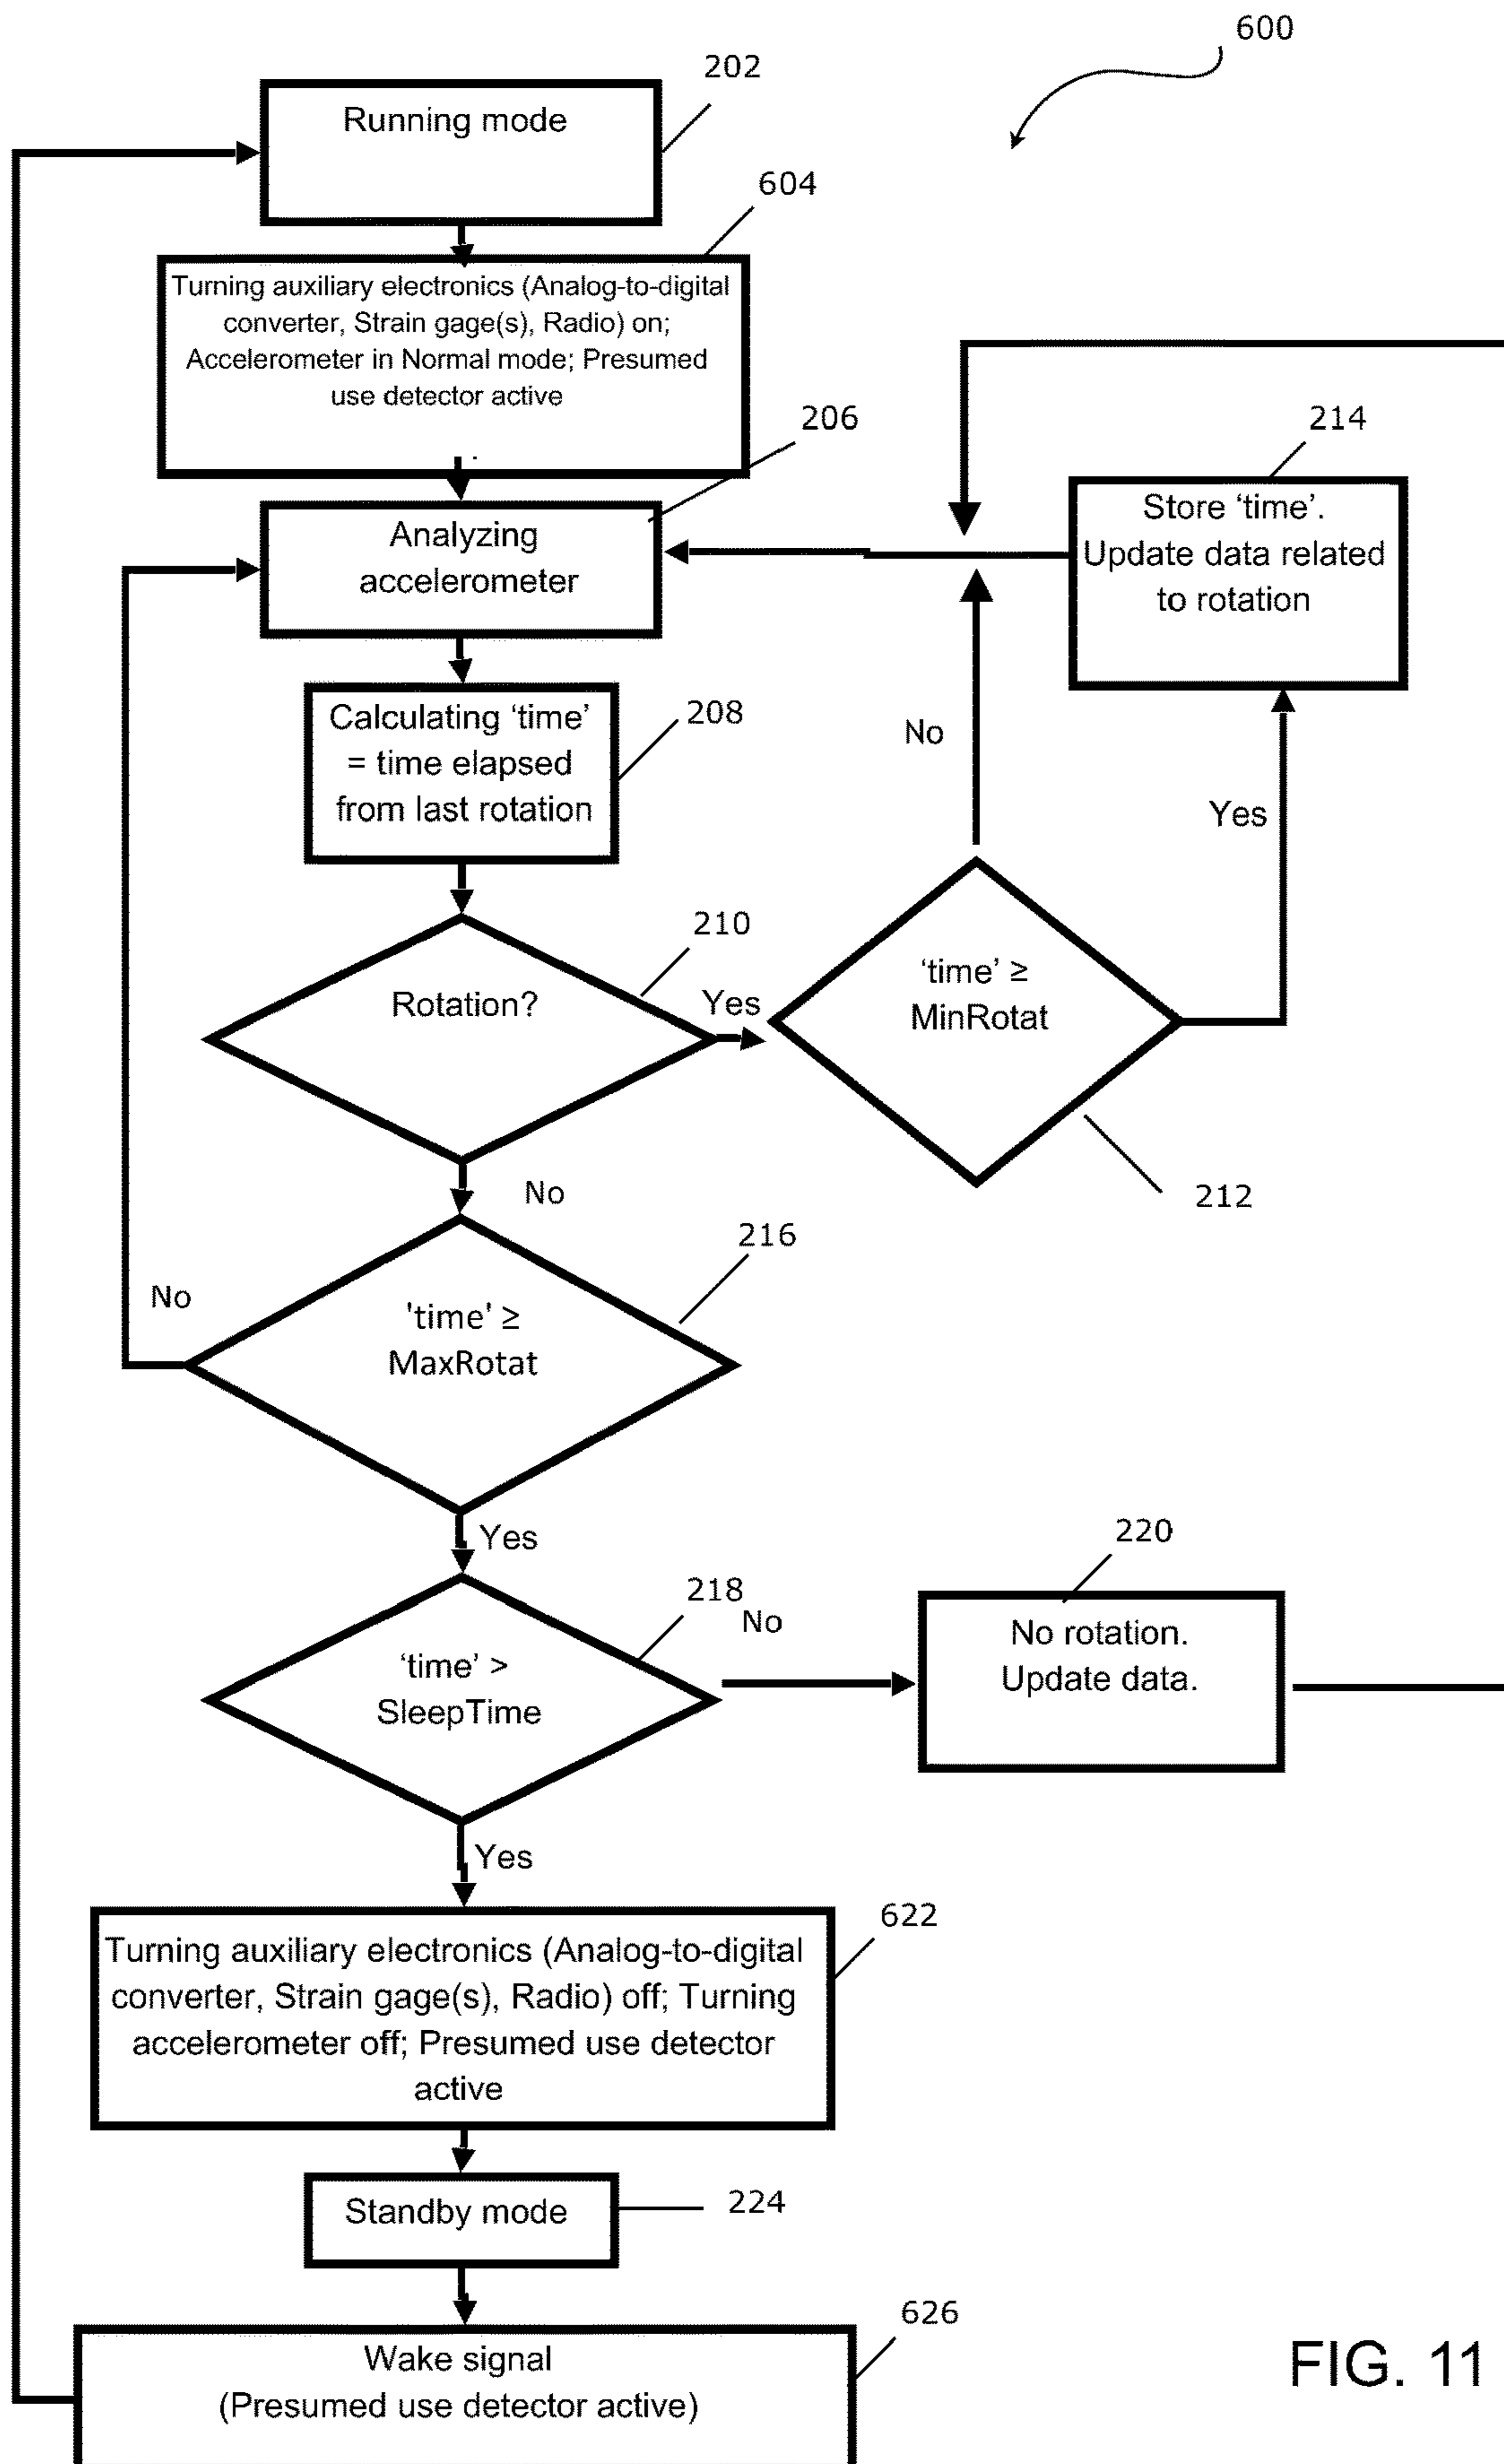 600
202
Running mode
604
Turning auxiliary electronics (Analog-to-digital
converter, Strain gage(s), Radio) on;
Accelerometer in Normal mode; Presumed
use detector active
206
Analyzing
accelerometer
214
Store ‘time’.
Update data related
to rotation
208
Calculating ‘time’
= time elapsed
from last rotation
No
Yes
210
Rotation?
Yes
‘time’ ≥
MinRotat
212
No
216
'time' ≥
MaxRotat
No
Yes
218
‘time’ >
SleepTime
No
220
No rotation.
Update data.
Yes
622
Turning auxiliary electronics (Analog-to-digital
converter, Strain gage(s), Radio) off; Turning
accelerometer off; Presumed use detector
active
Standby mode
224
626
Wake signal
(Presumed use detector active)
FIG. 11